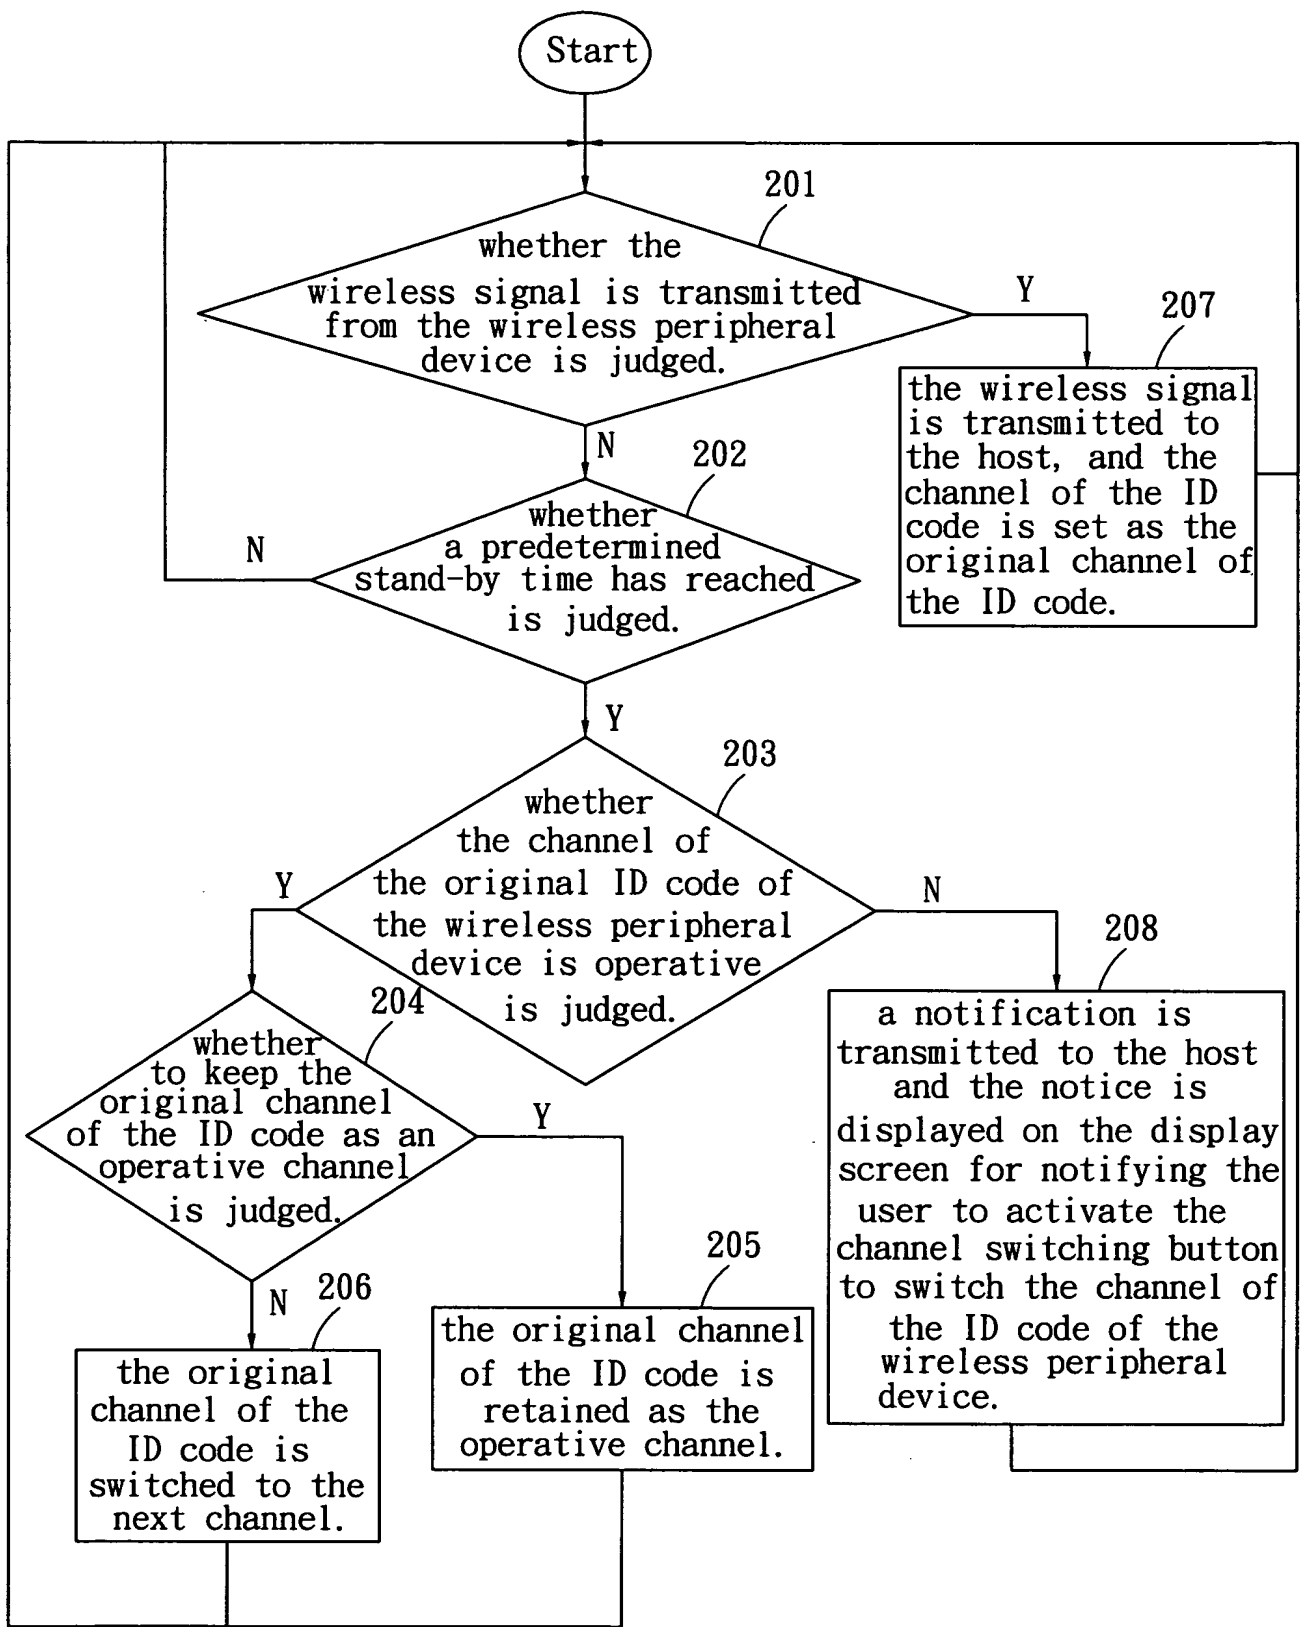 Start
201
whether the
wireless signal is transmitted
from the wireless peripheral
device is judged.
Y
207
the wireless signal
is transmitted to
the host, and the
channel of the ID
code is set as the
original channel of
the ID code.
N
202
whether
a predetermined
stand-by time has reached
is judged.
N
Y
203
whether
the channel of
the original ID code of
the wireless peripheral
device is operative
is judged.
Y
N
204
whether
to keep the
original channel
of the ID code as an
operative channel
is judged.
Y
208
a notification is
transmitted to the host
and the notice is
displayed on the display
screen for notifying the
user to activate the
channel switching button
to switch the channel of
the ID code of the
wireless peripheral
device.
205
the original channel
of the ID code is
retained as the
operative channel.
N
206
the original
channel of the
ID code is
switched to the
next channel.